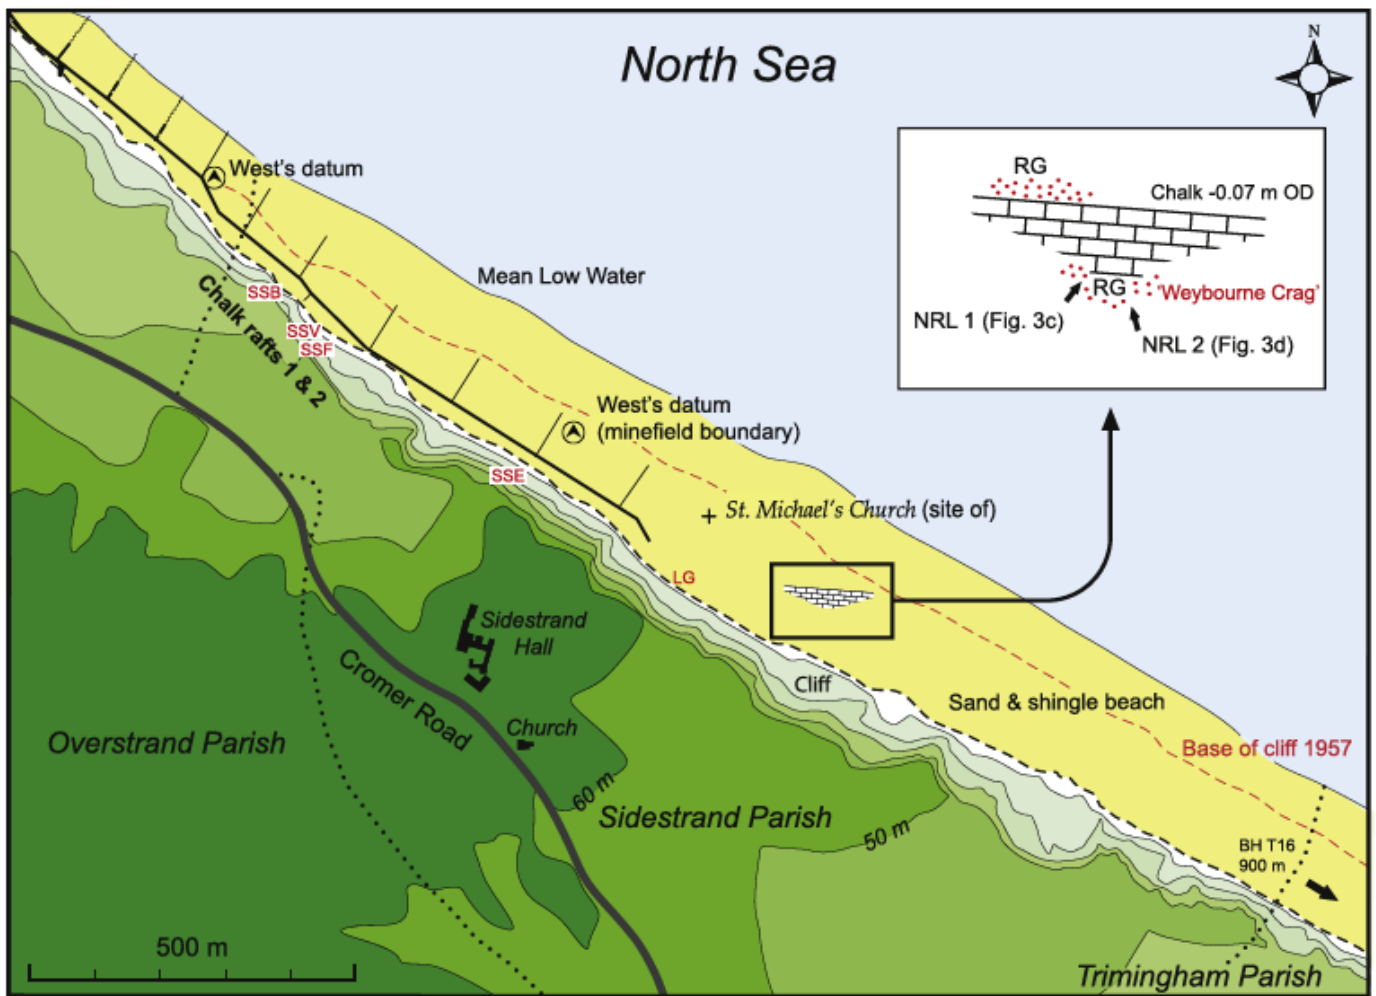 North Sea
N
West's datum
RG
Chalk -0.07 m OD
Mean Low Water
SSB
RG
'Weybourne Crag'
NRL 1 (Fig. 3c)
NRL 2 (Fig. 3d)
Chalk rafts 1 & 2
SSV
SSF
West's datum
(minefield boundary)
SSE
St. Michael's Church (site of)
LG
Sidestrand
Hall
Cliff
Cromer Road
Sand & shingle beach
Church
Overstrand Parish
Base of cliff 1957
60 m
Sidestrand Parish
50 m
BH T16
900 m
500 m
Trimingham Parish